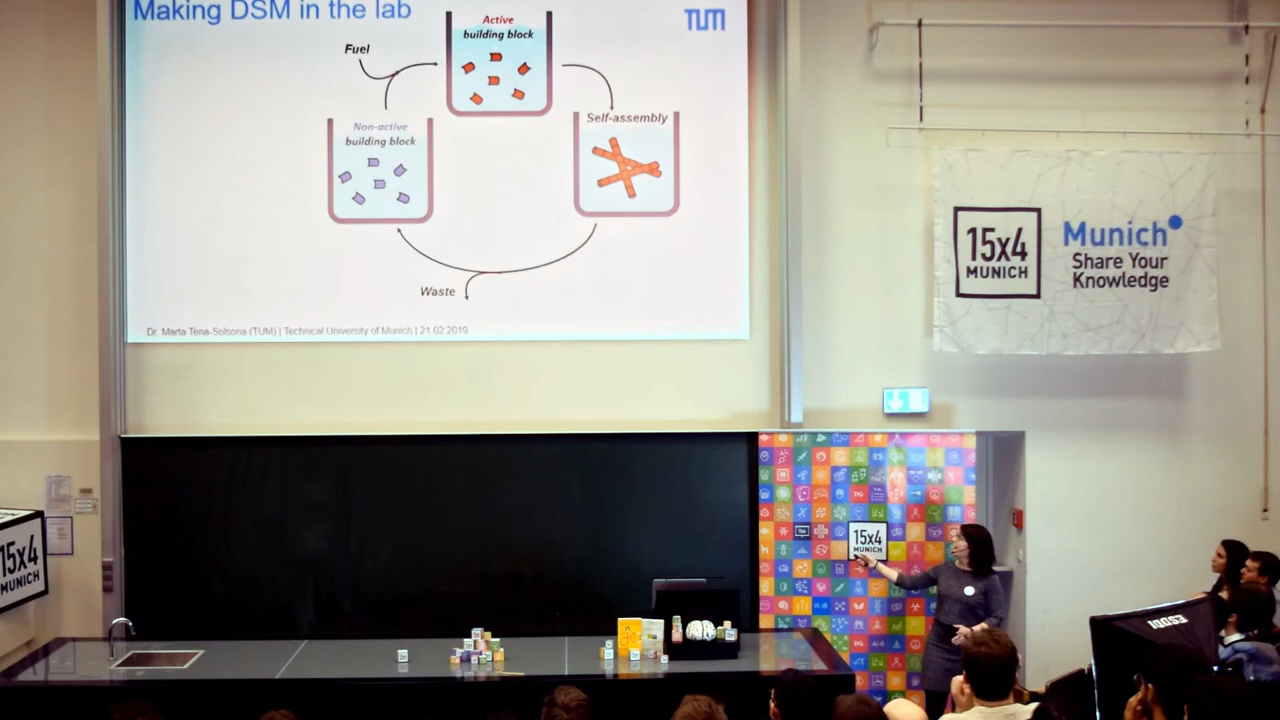 Making DSM in the lab
TUM
Active
building block
Fuel
Non-active
building block
Self-assembly
Waste
Dr. Marta Tena-Solsona (TUM) | Technical University of Munich | 21.02.2019
15x4
MUNICH
Munich
Share Your
Knowledge
15x4
MUNICH
15x4
MUNICH
ESDDI